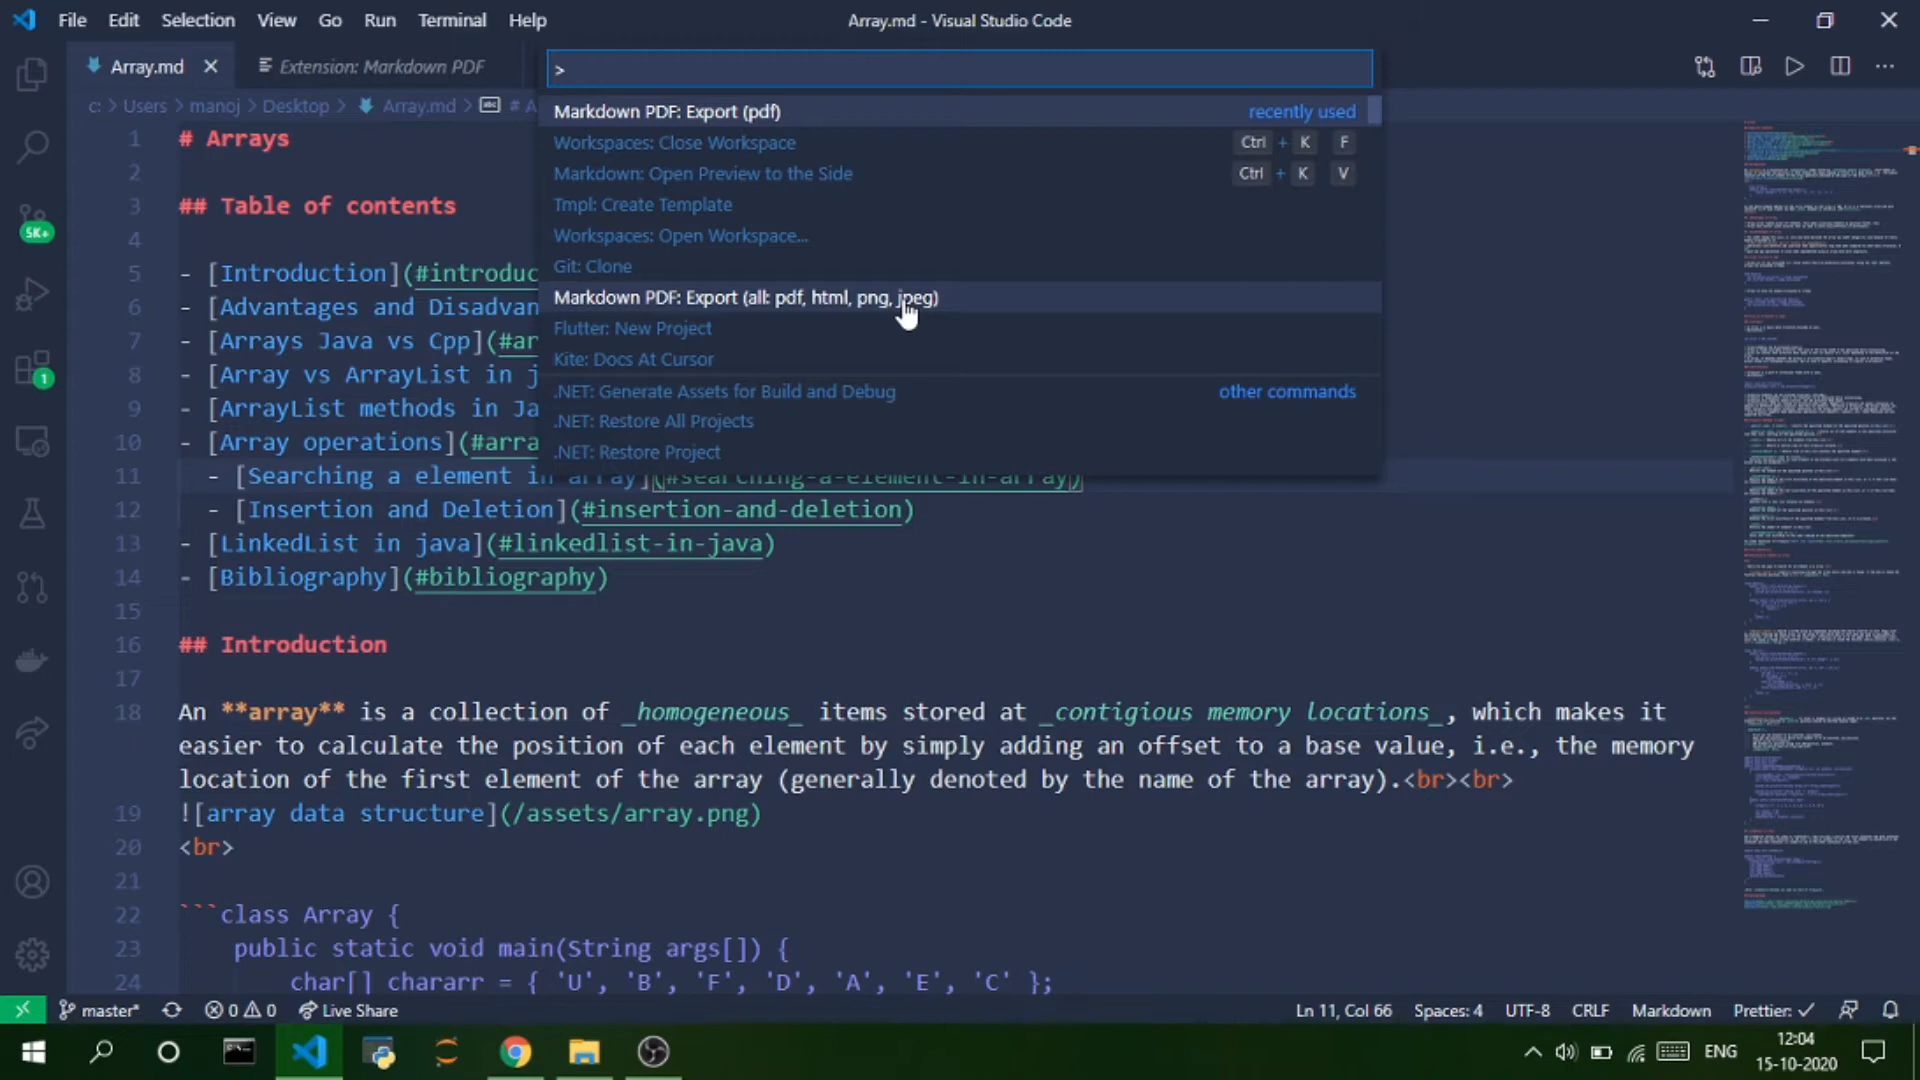 File Edit Selection View Go Run Terminal Help
Array.md - Visual Studio Code
Array.md
Extension: Markdown PDF
>
c: > Users > manoj > Desktop > Array.md > # A
Markdown PDF: Export (pdf) recently used
Workspaces: Close Workspace Ctrl + K F
Markdown: Open Preview to the Side Ctrl + K V
Tmpl: Create Template
Workspaces: Open Workspace...
Git: Clone
Markdown PDF: Export (all: pdf, html, png, jpeg)
Flutter: New Project
Kite: Docs At Cursor
.NET: Generate Assets for Build and Debug other commands
.NET: Restore All Projects
.NET: Restore Project
5K+
1
1 # Arrays
2
3 ## Table of contents
4
5 - [Introduction](#introduc
6 - [Advantages and Disadvan
7 - [Arrays Java vs Cpp](#ar
8 - [Array vs ArrayList in j
9 - [ArrayList methods in Ja
10 - [Array operations](#arra
11 - [Searching a element in array](#searching-a-element-in-array)
12 - [Insertion and Deletion](#insertion-and-deletion)
13 - [LinkedList in java](#linkedlist-in-java)
14 - [Bibliography](#bibliography)
15
16 ## Introduction
17
18 An **array** is a collection of _homogeneous_ items stored at _contigious memory locations_, which makes it
easier to calculate the position of each element by simply adding an offset to a base value, i.e., the memory
location of the first element of the array (generally denoted by the name of the array).<br><br>
19 ![array data structure](/assets/array.png)
20 <br>
21
22 ```class Array {
23 public static void main(String args[]) {
24 char[] chararr = { 'U', 'B', 'F', 'D', 'A', 'E', 'C' };
master* 0 0 Live Share Ln 11, Col 66 Spaces: 4 UTF-8 CRLF Markdown Prettier: ✓
ENG
12:04
15-10-2020